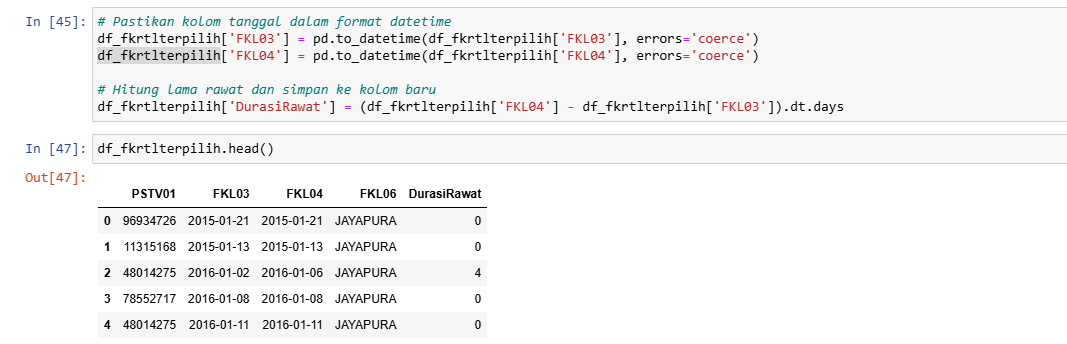 In [45]: # Pastikan kolom tanggal dalam format datetime
df_fkrtlterpilih['FKL03'] = pd.to_datetime(df_fkrtlterpilih['FKL03'], errors='coerce')
df_fkrtlterpilih['FKL04'] = pd.to_datetime(df_fkrtlterpilih['FKL04'], errors='coerce')
# Hitung lama rawat dan simpan ke kolom baru
df_fkrtlterpilih['DurasiRawat'] = (df_fkrtlterpilih['FKL04'] - df_fkrtlterpilih['FKL03']).dt.days
In [47]: df_fkrtlterpilih.head()
Out[47]:
PSTV01 FKL03 FKL04 FKL06 DurasiRawat
0 96934726 2015-01-21 2015-01-21 JAYAPURA 0
1 11315168 2015-01-13 2015-01-13 JAYAPURA 0
2 48014275 2016-01-02 2016-01-06 JAYAPURA 4
3 78552717 2016-01-08 2016-01-08 JAYAPURA 0
4 48014275 2016-01-11 2016-01-11 JAYAPURA 0